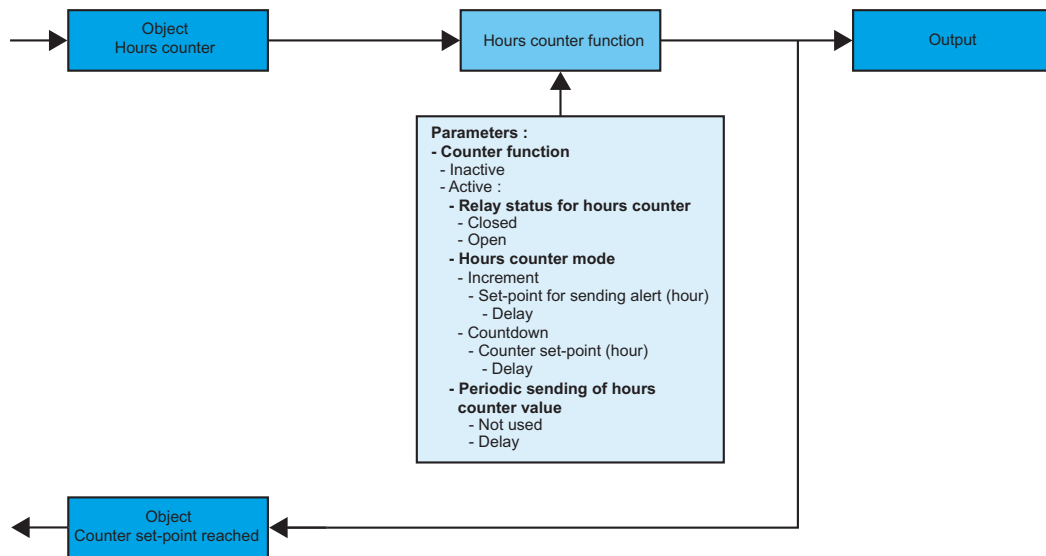 Object
Hours counter
Hours counter function
Output
Parameters :
- Counter function
- Inactive
- Active :
- Relay status for hours counter
- Closed
- Open
- Hours counter mode
- Increment
- Set-point for sending alert (hour)
- Delay
- Countdown
- Counter set-point (hour)
- Delay
- Periodic sending of hours
counter value
- Not used
- Delay
Object
Counter set-point reached